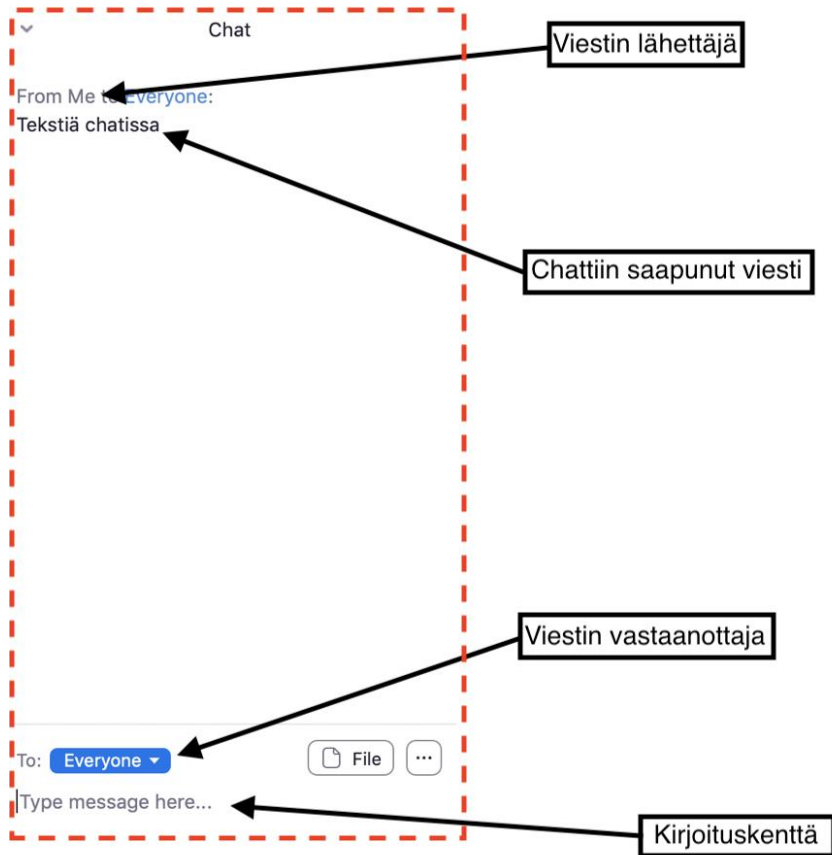 Chat
Viestin lähettäjä
From Me to Everyone:
Tekstiä chatissa
Chattiin saapunut viesti
Viestin vastaanottaja
To: Everyone File ...
Type message here...
Kirjoituskenttä